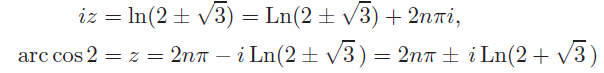 iz = ln(2 ± √3) = Ln(2 ± √3) + 2nπi,
arc cos 2 = z = 2nπ − i Ln(2 ± √3 ) = 2nπ ± i Ln(2 + √3 )